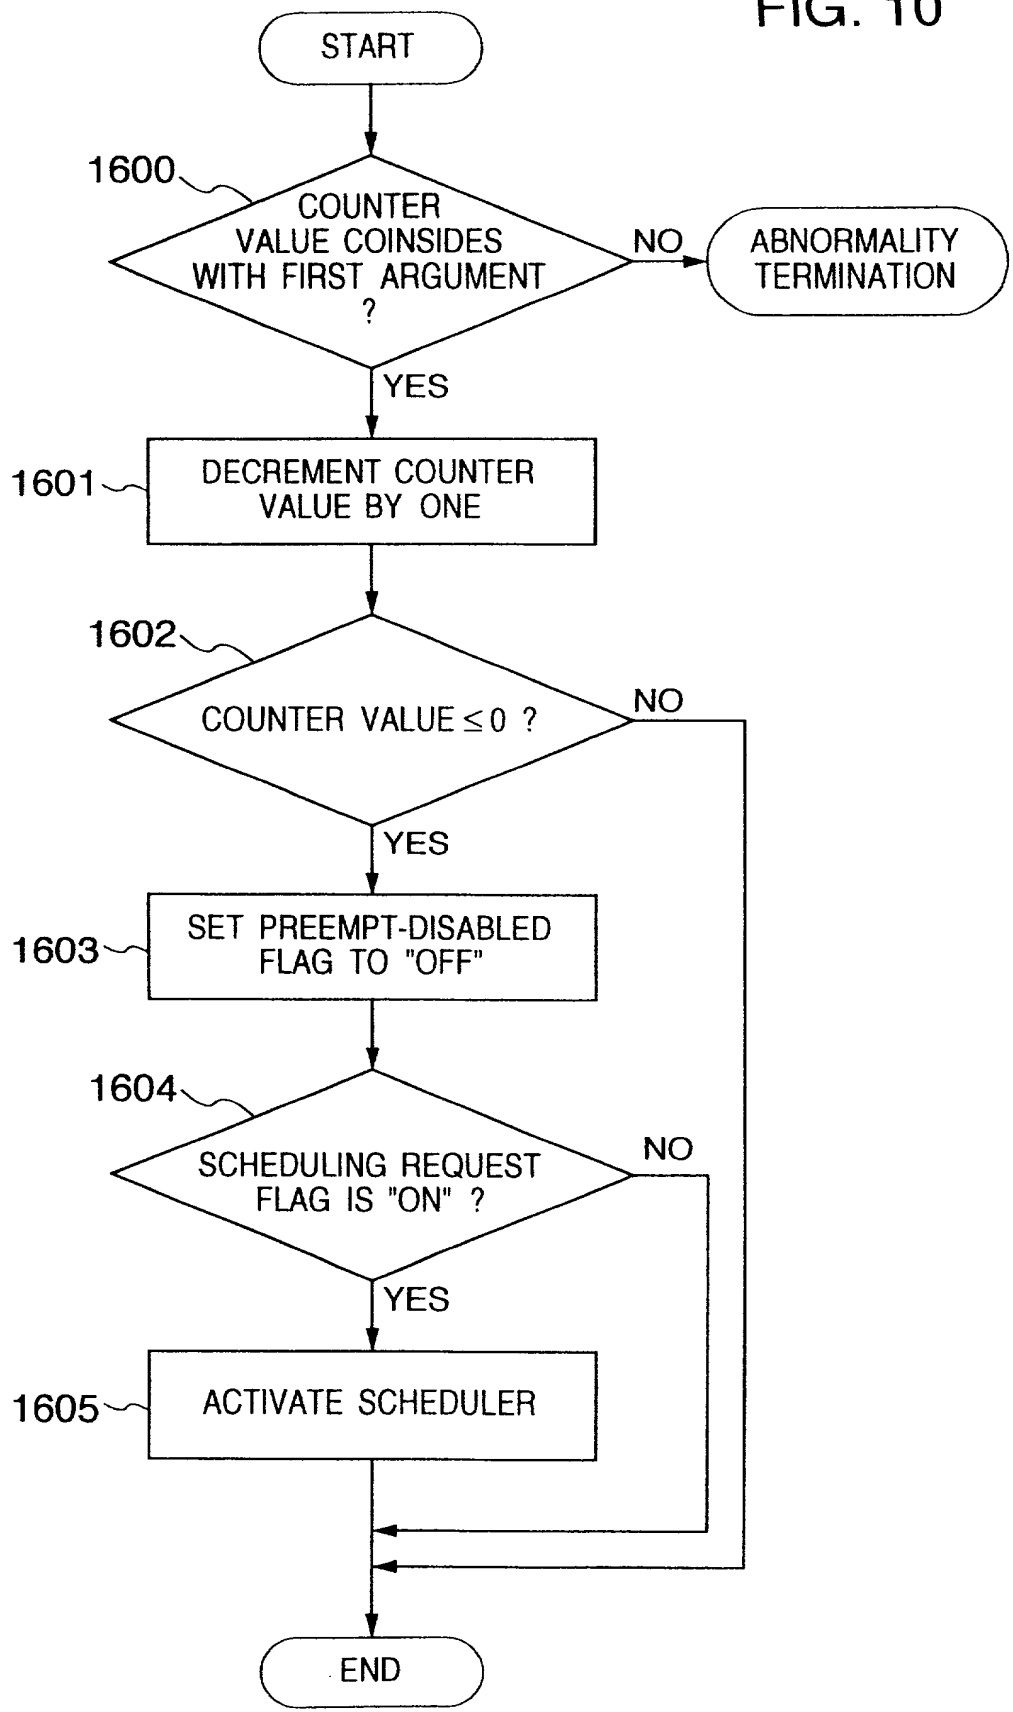 FIG. 10
START
1600
COUNTER
VALUE COINSIDES
WITH FIRST ARGUMENT
?
NO
ABNORMALITY
TERMINATION
YES
1601
DECREMENT COUNTER
VALUE BY ONE
1602
COUNTER VALUE ≤ 0 ?
NO
YES
1603
SET PREEMPT-DISABLED
FLAG TO "OFF"
1604
SCHEDULING REQUEST
FLAG IS "ON" ?
NO
YES
1605
ACTIVATE SCHEDULER
END